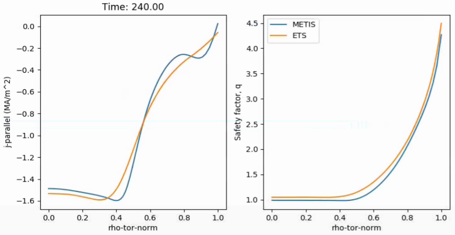 Time: 240.00
j-parallel (MA/m^2)
0.0
−0.2
−0.4
−0.6
−0.8
−1.0
−1.2
−1.4
−1.6
0.0 0.2 0.4 0.6 0.8 1.0
rho-tor-norm
METIS
ETS
Safety factor, q
4.5
4.0
3.5
3.0
2.5
2.0
1.5
1.0
0.0 0.2 0.4 0.6 0.8 1.0
rho-tor-norm